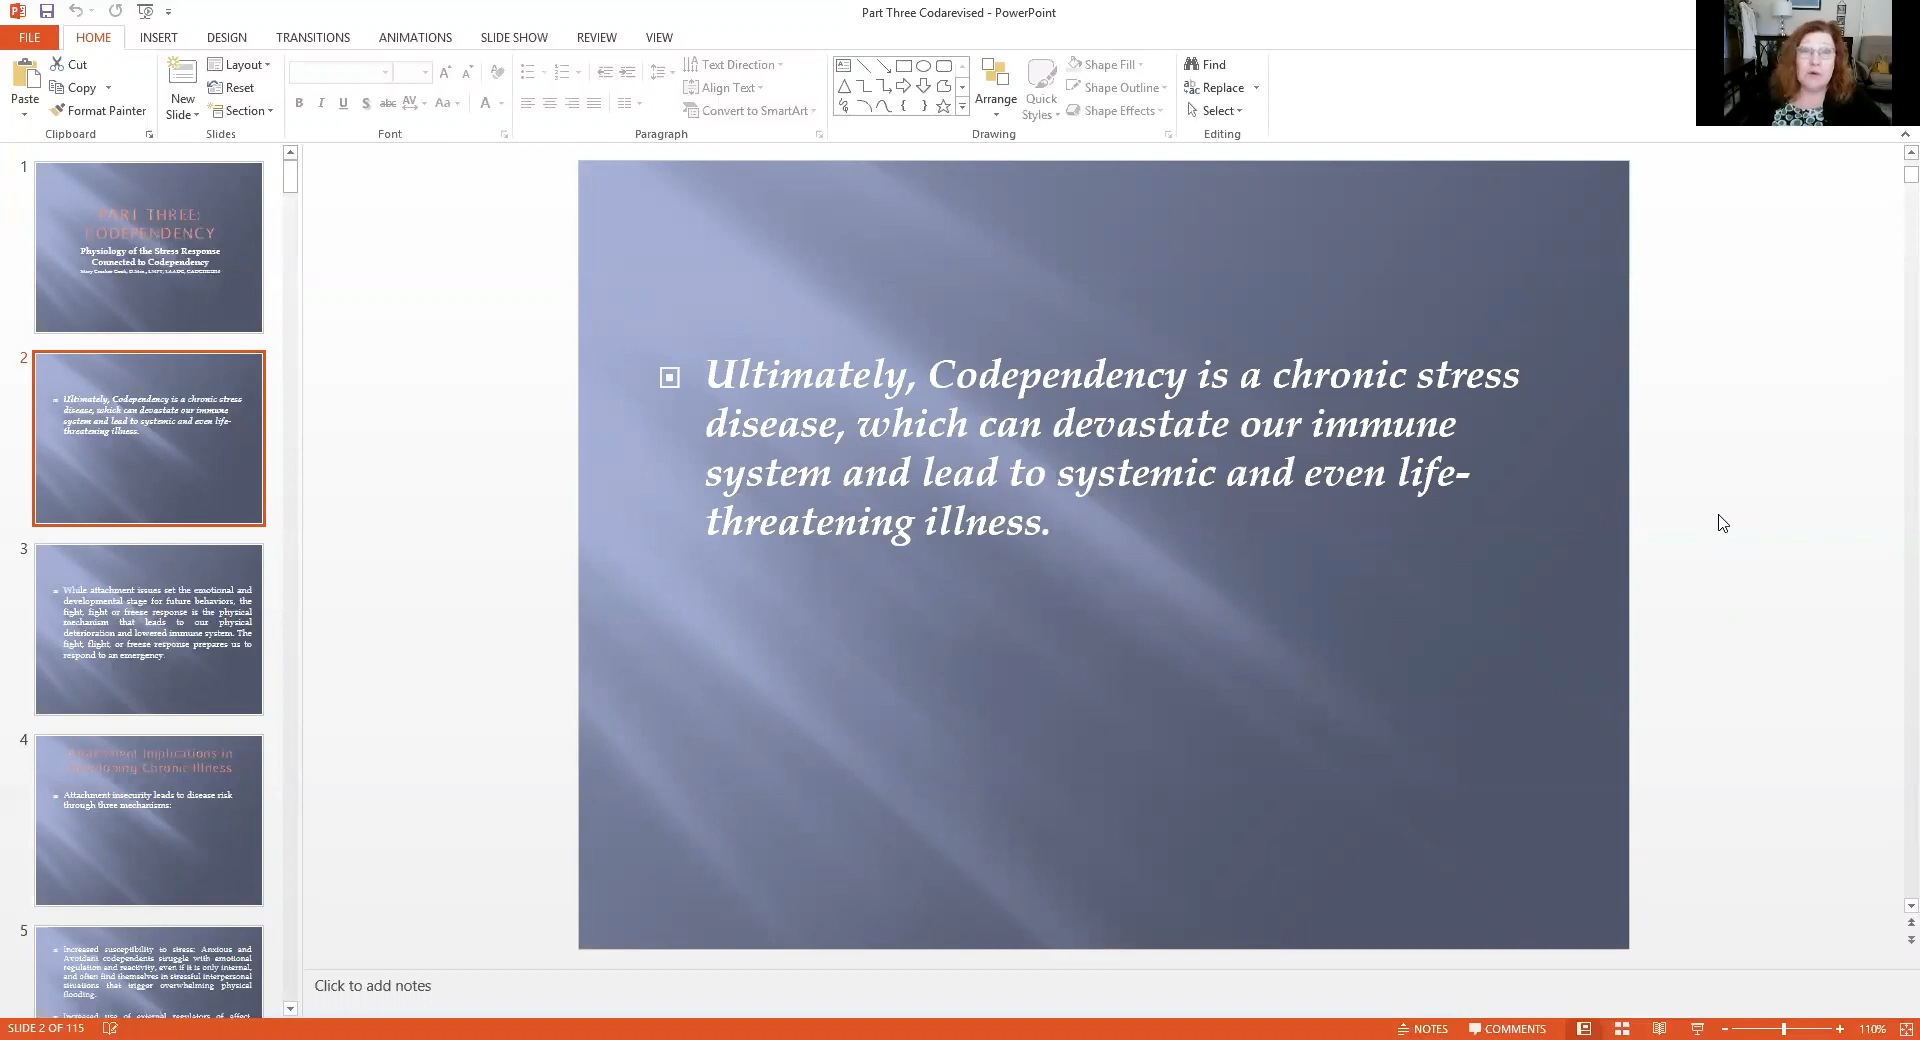 Part Three Codarevised - PowerPoint
FILE
HOME
INSERT
DESIGN
TRANSITIONS
ANIMATIONS
SLIDE SHOW
REVIEW
VIEW
Paste
Cut
Copy
Format Painter
Clipboard
New
Slide
Layout
Reset
Section
Slides
Font
Text Direction
Align Text
Convert to SmartArt
Paragraph
Arrange
Quick
Styles
Shape Fill
Shape Outline
Shape Effects
Drawing
Find
Replace
Select
Editing
1
PART THREE:
CODEPENDENCY
Physiology of the Stress Response
Connected to Codependency
2
Ultimately, Codependency is a chronic stress
disease, which can devastate our immune
system and lead to systemic and even life-
threatening illness.
3
While attachment issues set the emotional and
developmental stage for future behaviors, the
fight, fight or freeze response is the physical
mechanism that leads to our physical
deterioration and lowered immune system. The
fight, flight, or freeze response prepares us to
respond to an emergency.
4
Attachment Implications in
Developing Chronic Illness
Attachment insecurity leads to disease risk
through three mechanisms:
5
Increased susceptibility to stress: Anxious and
Avoidant codependents struggle with emotional
regulation and reactivity, even if it is only internal,
and often find themselves in stressful interpersonal
situations that trigger overwhelming physical
flooding.
Increased use of external regulators of affect,
Ultimately, Codependency is a chronic stress
disease, which can devastate our immune
system and lead to systemic and even life-
threatening illness.
Click to add notes
SLIDE 2 OF 115
NOTES
COMMENTS
110%